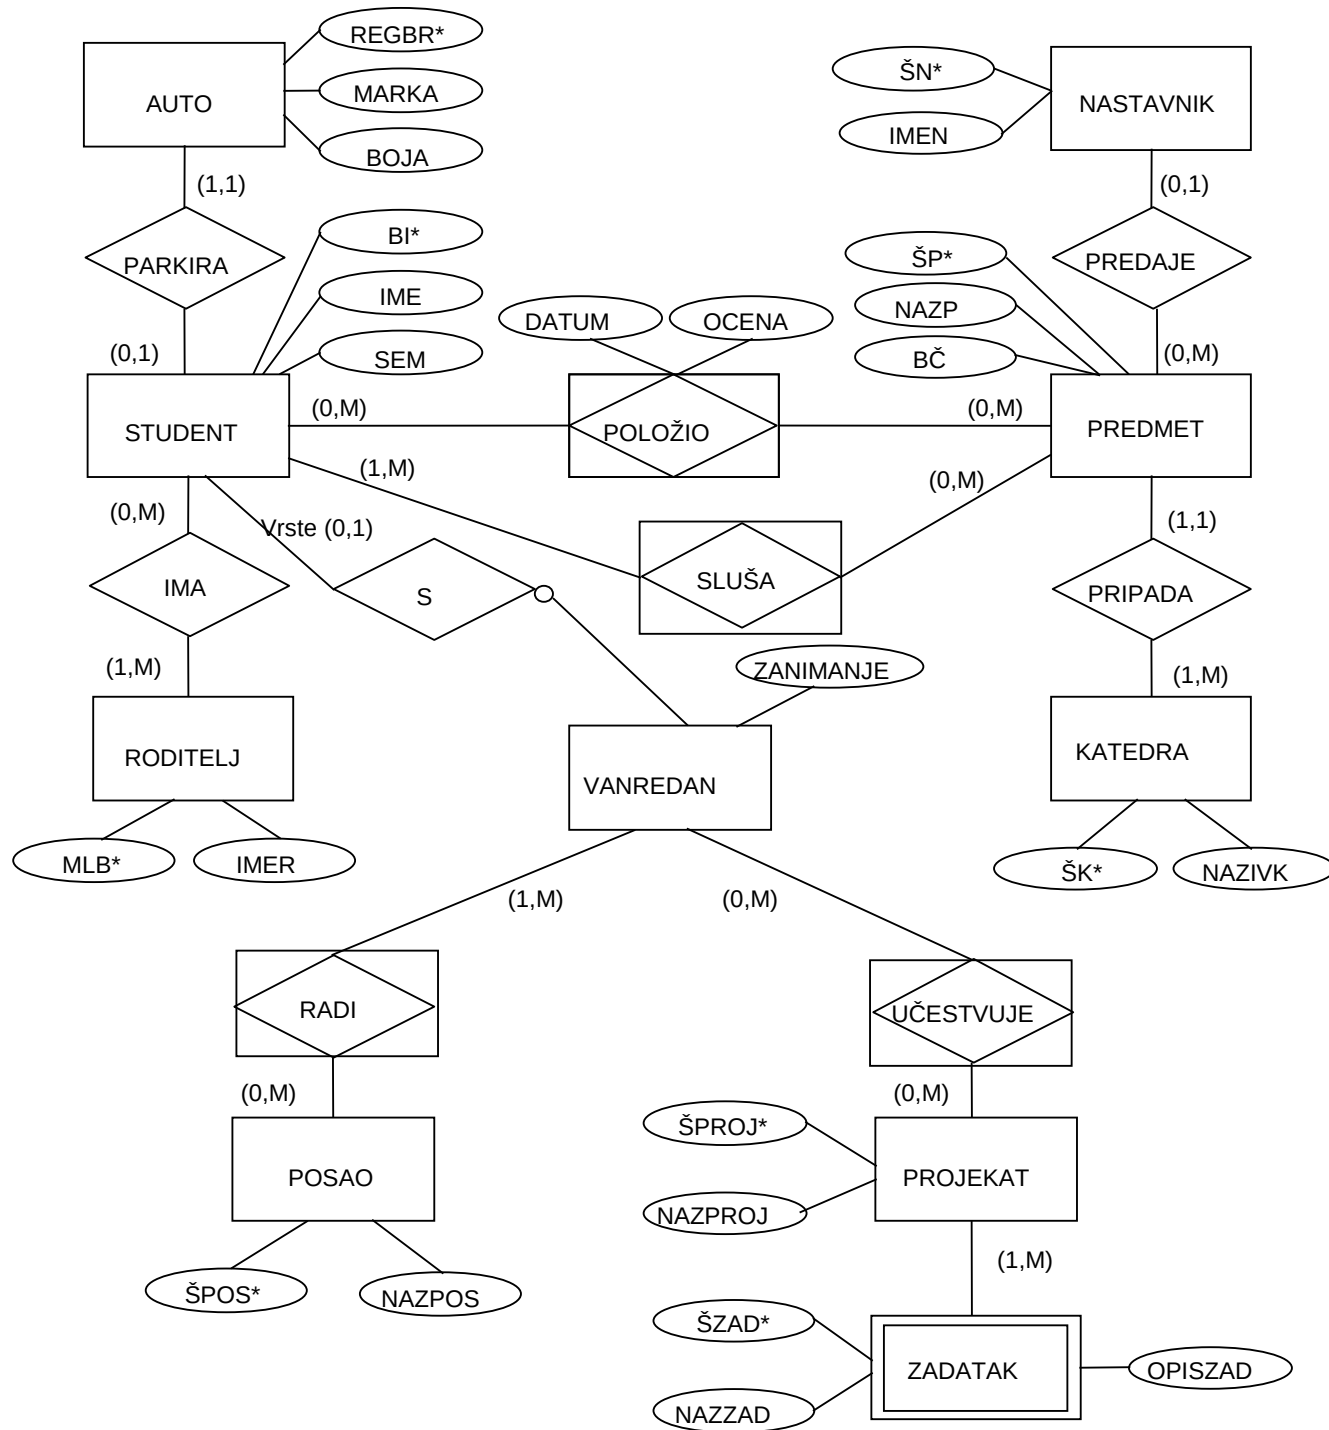 REGBR*
ŠN*
MARKA
AUTO
NASTAVNIK
IMEN
BOJA
(1,1)
(0,1)
BI*
ŠP*
PARKIRA
PREDAJE
IME
NAZP
DATUM
OCENA
(0,1)
SEM
BČ
(0,M)
(0,M)
(0,M)
STUDENT
POLOŽIO
PREDMET
(1,M)
(0,M)
(0,M)
Vrste (0,1)
(1,1)
IMA
S
SLUŠA
PRIPADA
(1,M)
ZANIMANJE
(1,M)
RODITELJ
VANREDAN
KATEDRA
MLB*
IMER
ŠK*
NAZIVK
(1,M)
(0,M)
RADI
UČESTVUJE
(0,M)
(0,M)
ŠPROJ*
POSAO
PROJEKAT
NAZPROJ
(1,M)
ŠPOS*
NAZPOS
ŠZAD*
ZADATAK
OPISZAD
NAZZAD